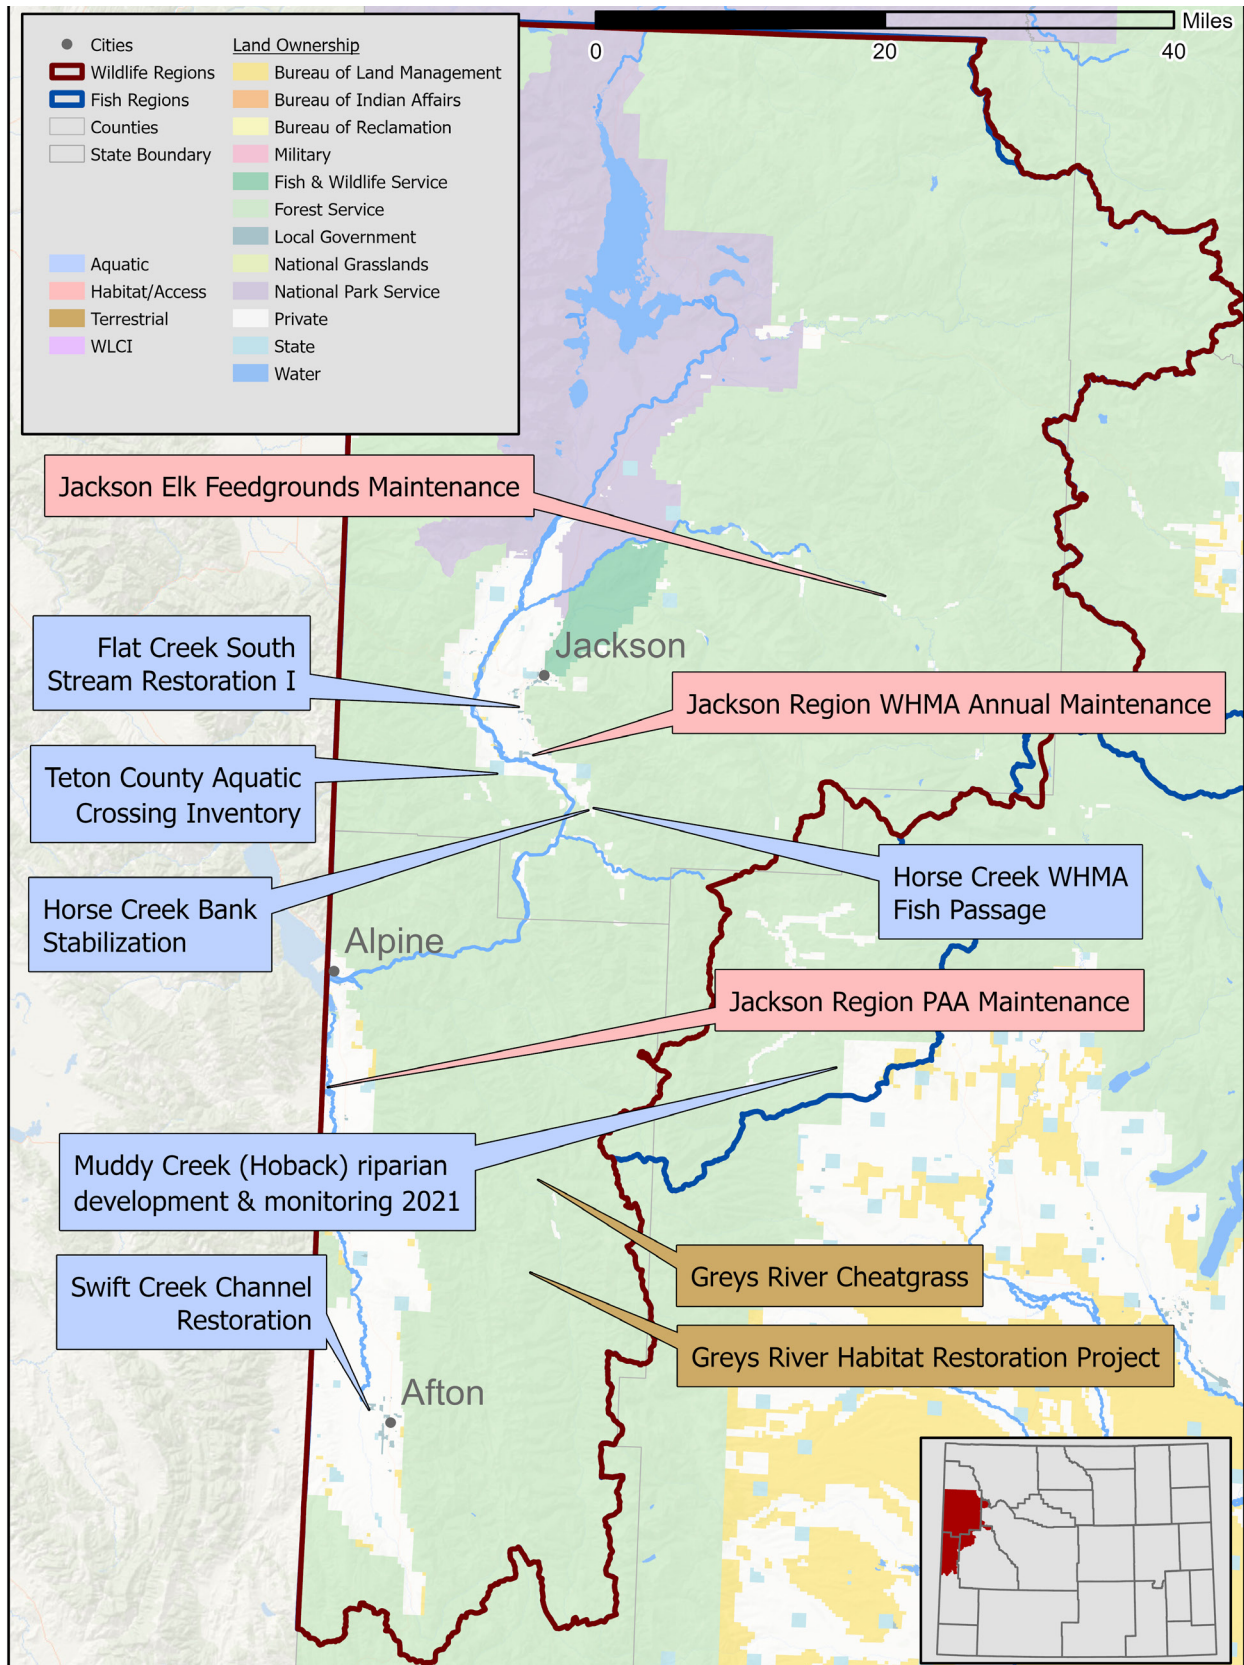 Miles
0
20
40
Cities
Wildlife Regions
Fish Regions
Counties
State Boundary
Aquatic
Habitat/Access
Terrestrial
WLCI
Land Ownership
Bureau of Land Management
Bureau of Indian Affairs
Bureau of Reclamation
Military
Fish & Wildlife Service
Forest Service
Local Government
National Grasslands
National Park Service
Private
State
Water
Jackson Elk Feedgrounds Maintenance
Flat Creek South
Stream Restoration I
Jackson
Jackson Region WHMA Annual Maintenance
Teton County Aquatic
Crossing Inventory
Horse Creek WHMA
Fish Passage
Horse Creek Bank
Stabilization
Alpine
Jackson Region PAA Maintenance
Muddy Creek (Hoback) riparian
development & monitoring 2021
Greys River Cheatgrass
Swift Creek Channel
Restoration
Greys River Habitat Restoration Project
Afton